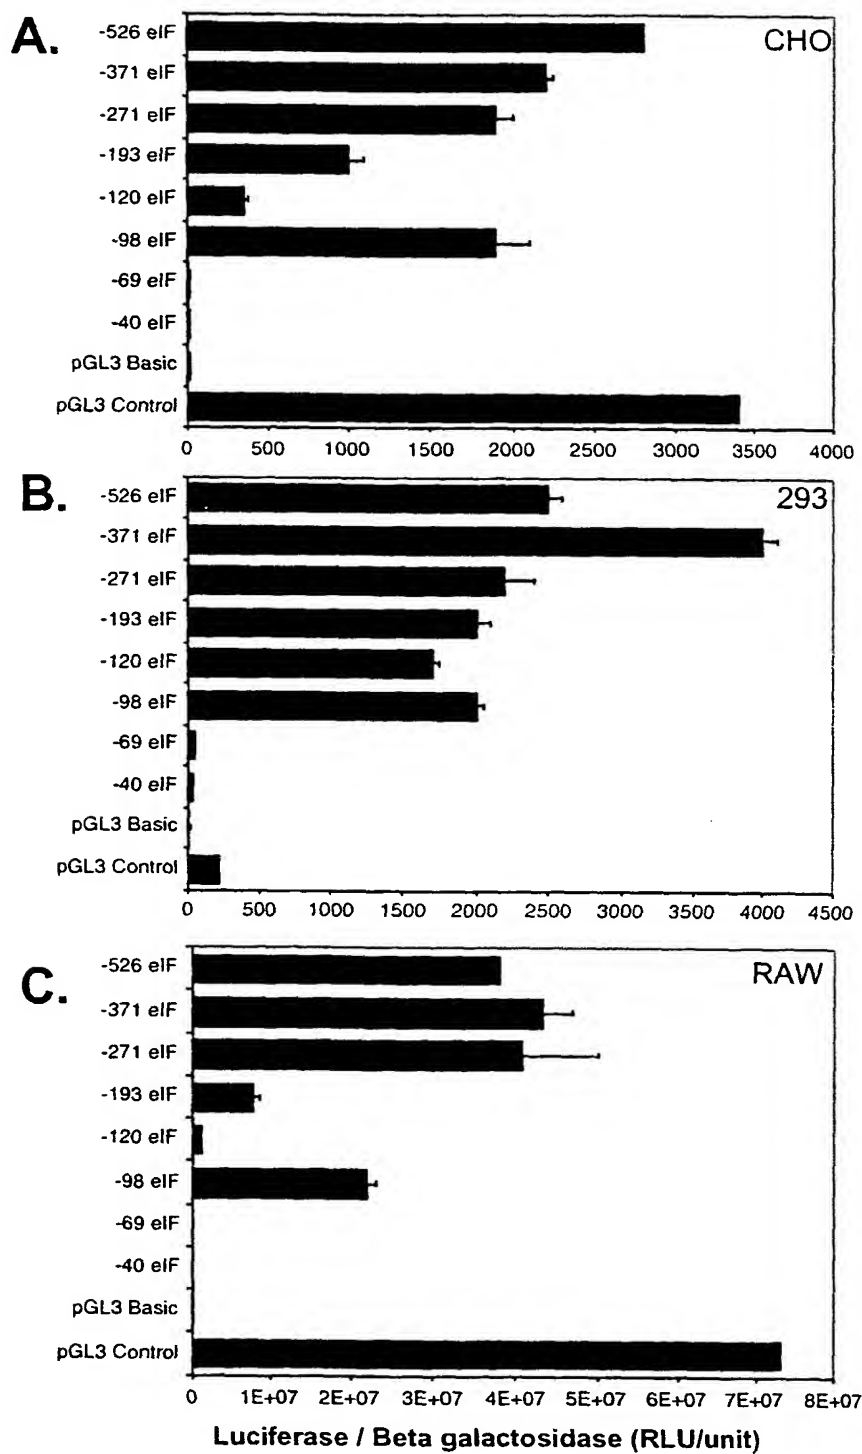 A.
CHO
-526 eIF
-371 eIF
-271 eIF
-193 eIF
-120 eIF
-98 eIF
-69 eIF
-40 eIF
pGL3 Basic
pGL3 Control
0 500 1000 1500 2000 2500 3000 3500 4000
B.
293
-526 eIF
-371 eIF
-271 eIF
-193 eIF
-120 eIF
-98 eIF
-69 eIF
-40 eIF
pGL3 Basic
pGL3 Control
0 500 1000 1500 2000 2500 3000 3500 4000 4500
C.
RAW
-526 eIF
-371 eIF
-271 eIF
-193 eIF
-120 eIF
-98 eIF
-69 eIF
-40 eIF
pGL3 Basic
pGL3 Control
0 1E+07 2E+07 3E+07 4E+07 5E+07 6E+07 7E+07 8E+07
Luciferase / Beta galactosidase (RLU/unit)